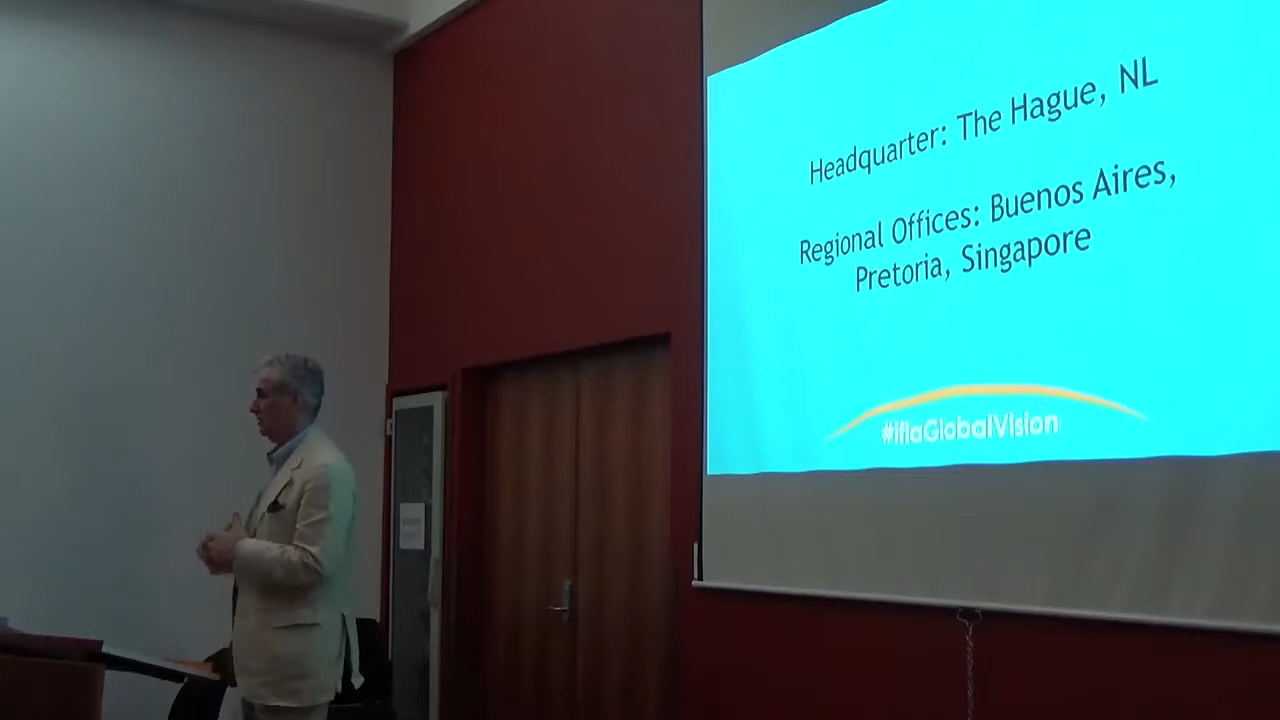 Headquarter: The Hague, NL
Regional Offices: Buenos Aires,
Pretoria, Singapore
#iflaGlobalVision